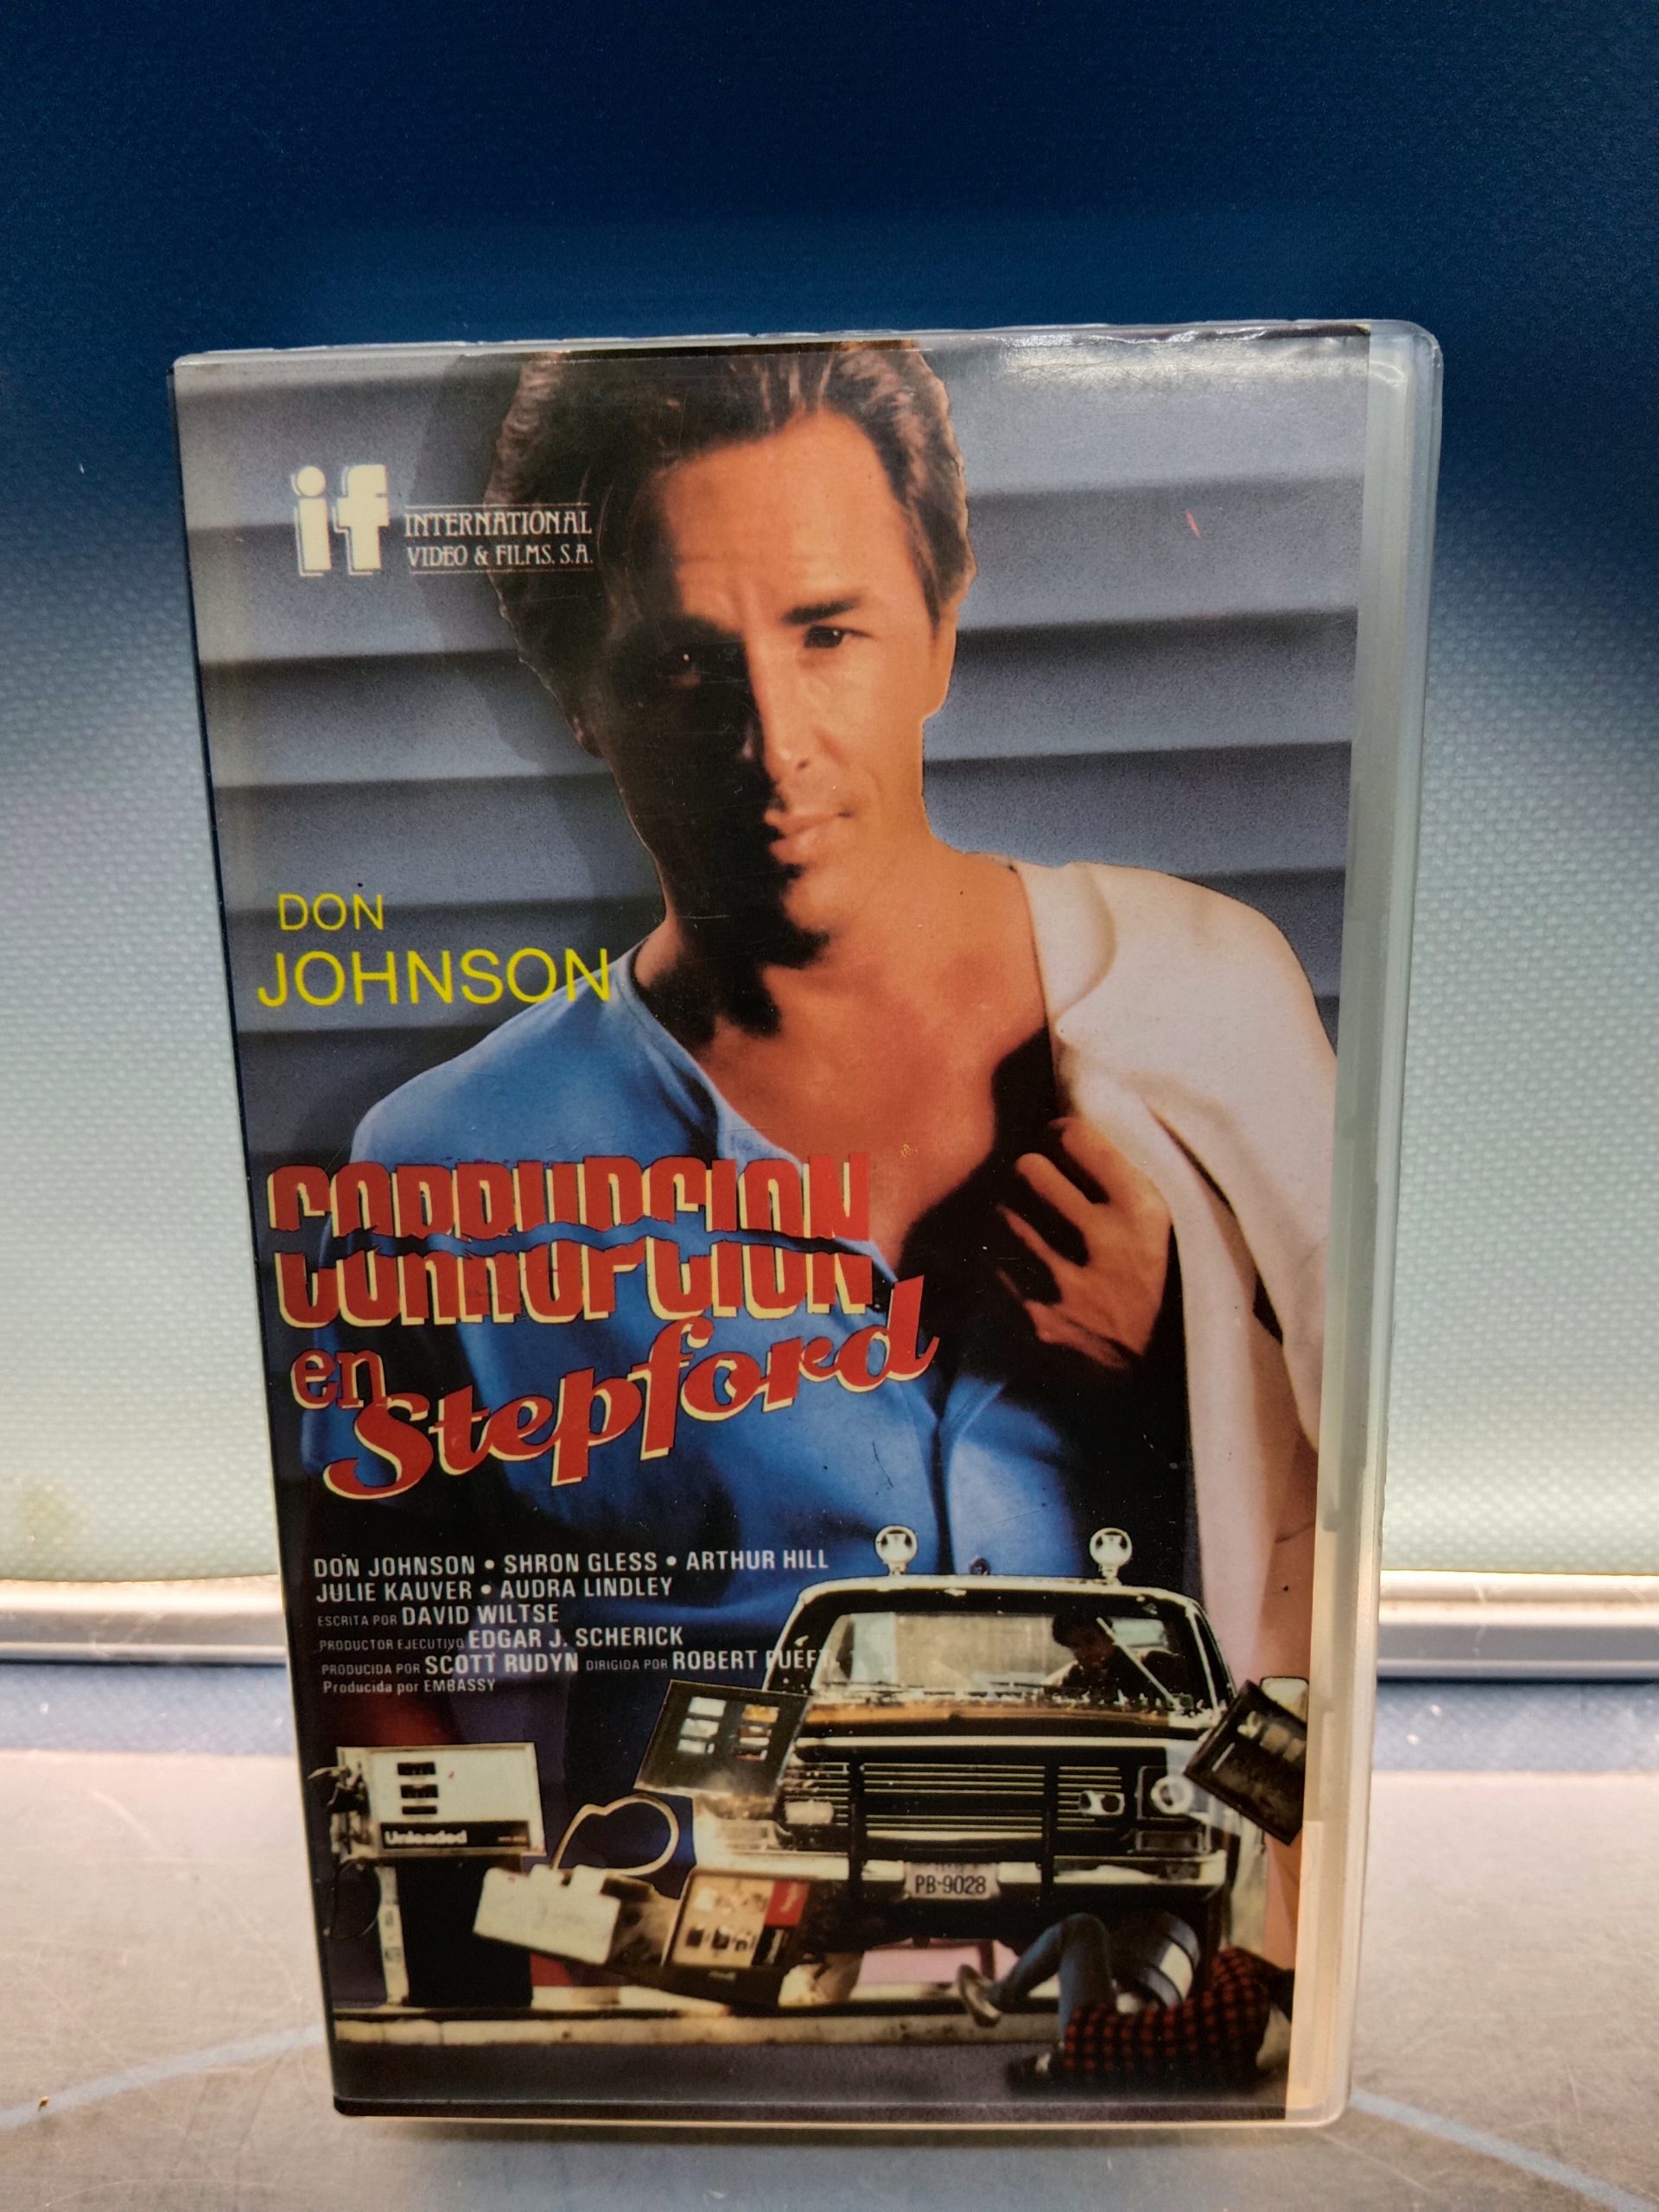 if INTERNATIONAL
VIDEO & FILMS, S.A.
DON
JOHNSON
CORRUPCION
en
Stepford
DON JOHNSON • SHRON GLESS • ARTHUR HILL
JULIE KAUVER • AUDRA LINDLEY
ESCRITA POR DAVID WILTSE
PRODUCTOR EJECUTIVO EDGAR J. SCHERICK
PRODUCIDA POR SCOTT RUDYN DIRIGIDA POR ROBERT FUEFT
Producida por EMBASSY
Unleaded
PB-9028